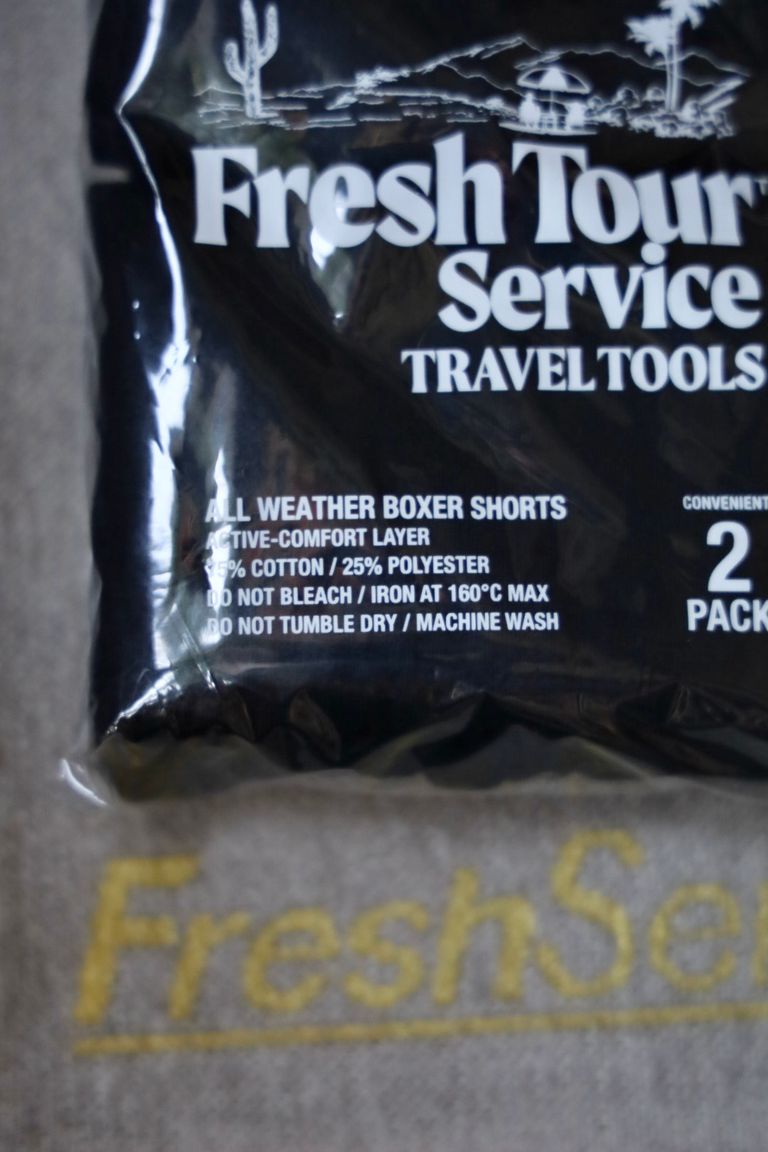 Fresh Tour
Service
TRAVEL TOOLS
ALL WEATHER BOXER SHORTS
ACTIVE-COMFORT LAYER
75% COTTON / 25% POLYESTER
DO NOT BLEACH / IRON AT 160°C MAX
DO NOT TUMBLE DRY / MACHINE WASH
CONVENIENT
2
PACK
FreshSe